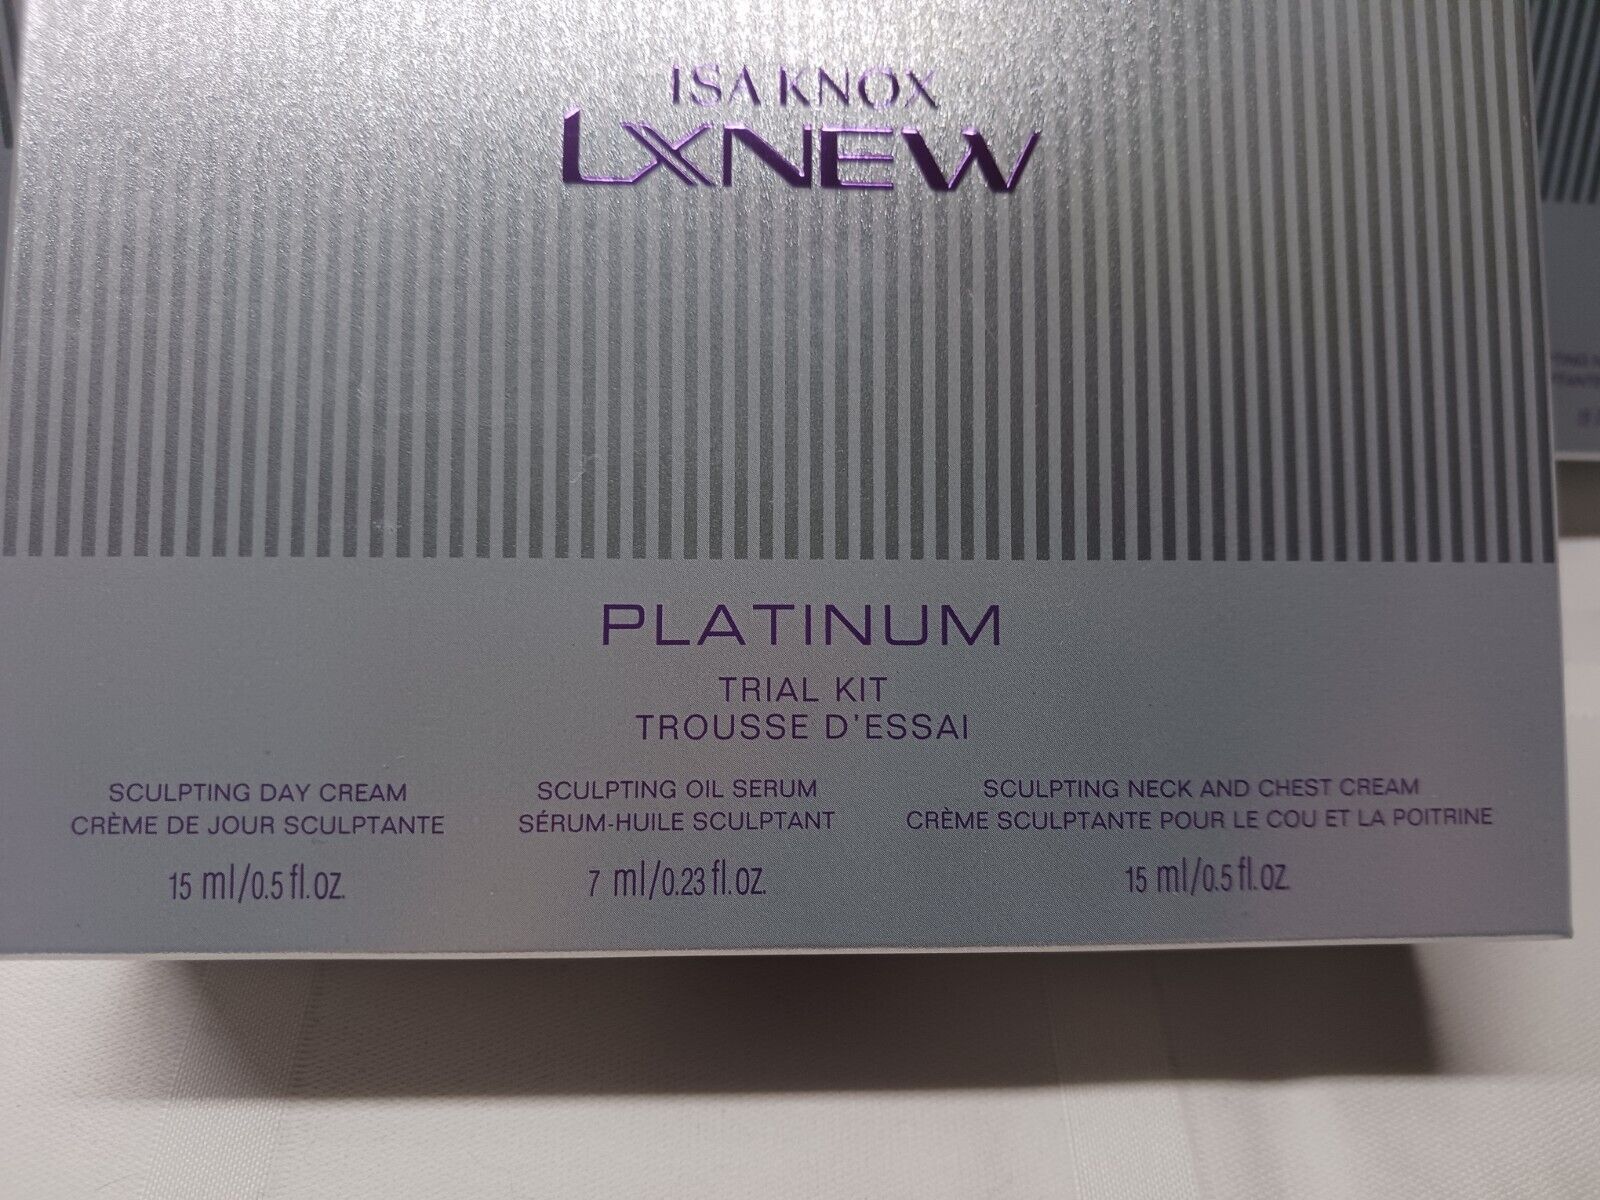 ISA KNOX
LXNEW
PLATINUM
TRIAL KIT
TROUSSE D'ESSAI
SCULPTING DAY CREAM
CRÈME DE JOUR SCULPTANTE
15 ml/0.5 fl.oz.
SCULPTING OIL SERUM
SÉRUM-HUILE SCULPTANT
7 ml/0.23 fl.oz.
SCULPTING NECK AND CHEST CREAM
CRÈME SCULPTANTE POUR LE COU ET LA POITRINE
15 ml/0.5 fl.oz.